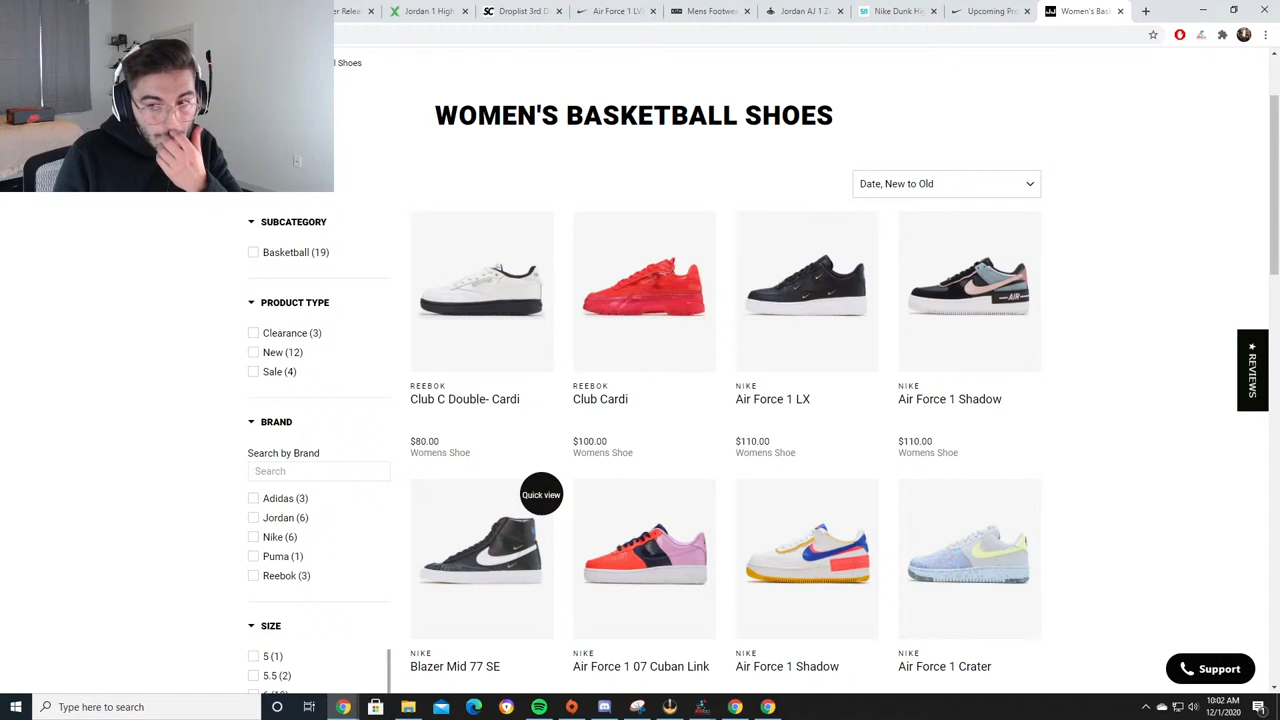 er Relea
Jordan 1 High
Droplist 3rd D
Air Force 1 LV8
Mens Footwea
Jordan AJ 1 Z
Nike Dunk Hig
Upcoming Pro
Women's Bas
l Shoes
WOMEN'S BASKETBALL SHOES
Date, New to Old
SUBCATEGORY
Basketball (19)
PRODUCT TYPE
Clearance (3)
New (12)
Sale (4)
BRAND
Search by Brand
Search
Adidas (3)
Jordan (6)
Nike (6)
Puma (1)
Reebok (3)
SIZE
5 (1)
5.5 (2)
REEBOK
Club C Double- Cardi
$80.00
Womens Shoe
REEBOK
Club Cardi
$100.00
Womens Shoe
NIKE
Air Force 1 LX
$110.00
Womens Shoe
NIKE
Air Force 1 Shadow
$110.00
Womens Shoe
Quick view
NIKE
Blazer Mid 77 SE
NIKE
Air Force 1 07 Cuban Link
NIKE
Air Force 1 Shadow
NIKE
Air Force 1 Crater
★ REVIEWS
Support
Type here to search
10:02 AM
12/1/2020